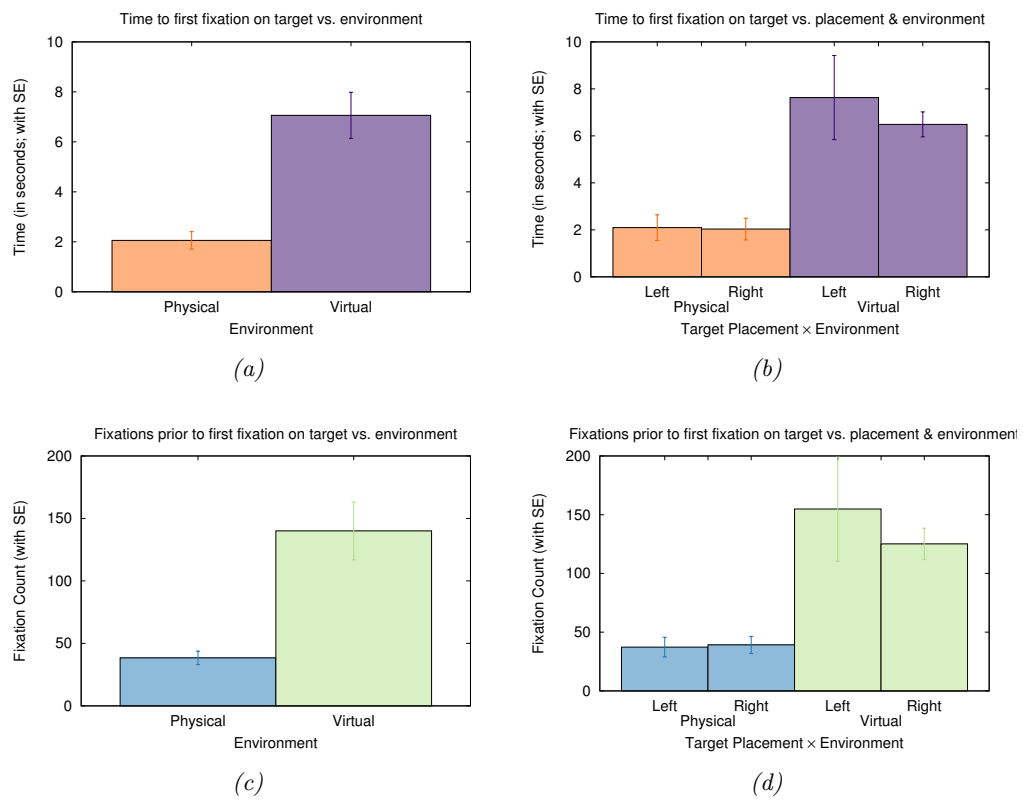 Time to first fixation on target vs. environment
10
8
6
4
2
0
Time (in seconds; with SE)
Physical Virtual
Environment
(a)
Time to first fixation on target vs. placement & environment
10
8
6
4
2
0
Time (in seconds; with SE)
Left Right Left Right
Physical Virtual
Target Placement × Environment
(b)
Fixations prior to first fixation on target vs. environment
200
150
100
50
0
Fixation Count (with SE)
Physical Virtual
Environment
(c)
Fixations prior to first fixation on target vs. placement & environment
200
150
100
50
0
Fixation Count (with SE)
Left Right Left Right
Physical Virtual
Target Placement × Environment
(d)